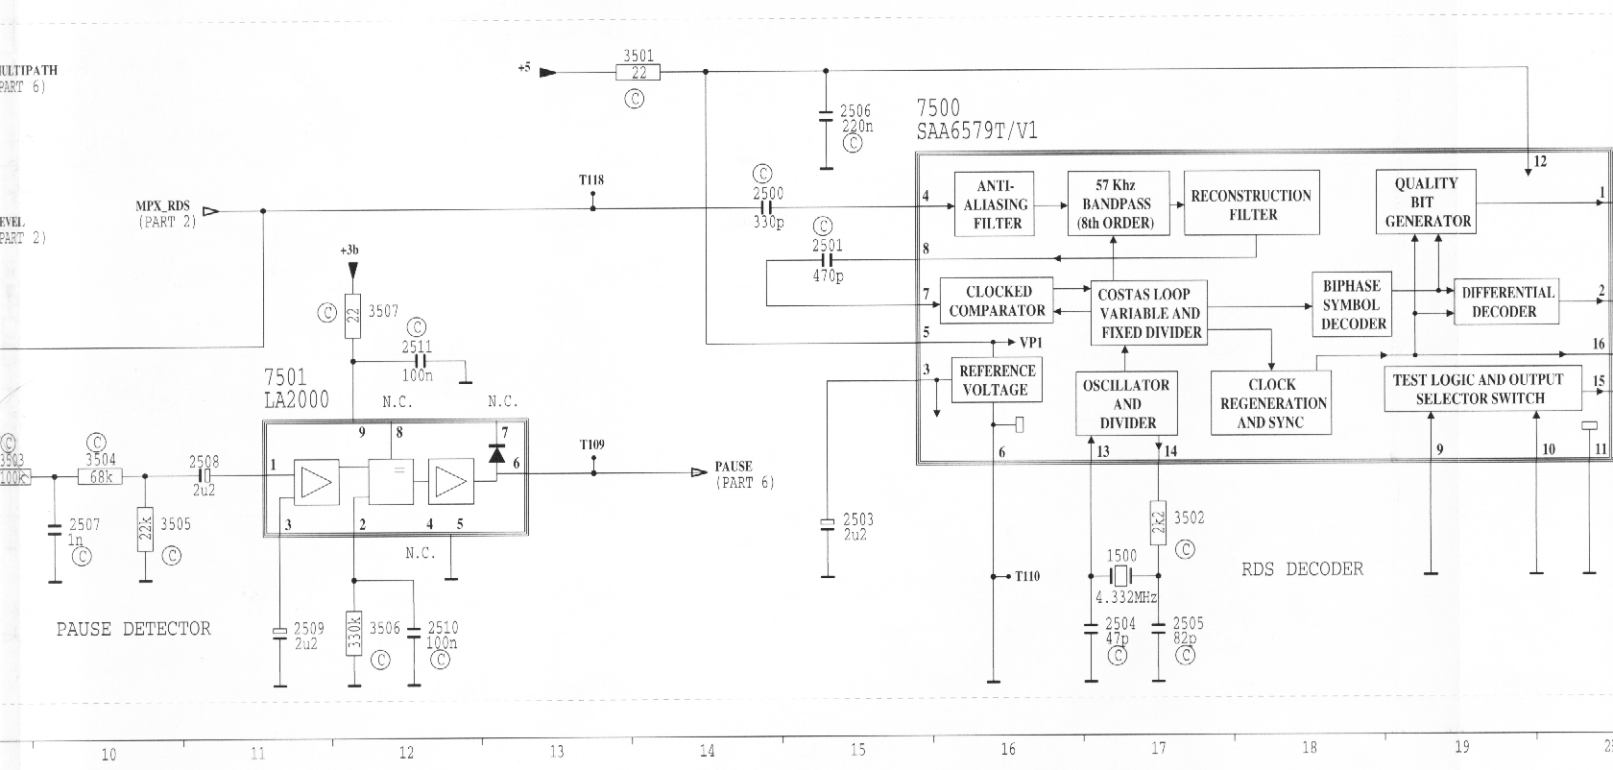 ULTIPATH
PART 6)
EVEL
PART 2)
+5
3501
22
C
2506
220n
C
7500
SAA6579T/V1
12
MPX_RDS
(PART 2)
T118
C
2500
330p
C
2501
470p
4
ANTI-
ALIASING
FILTER
57 Khz
BANDPASS
(8th ORDER)
RECONSTRUCTION
FILTER
QUALITY
BIT
GENERATOR
1
8
7
CLOCKED
COMPARATOR
COSTAS LOOP
VARIABLE AND
FIXED DIVIDER
BIPHASE
SYMBOL
DECODER
DIFFERENTIAL
DECODER
2
5
VP1
16
3
REFERENCE
VOLTAGE
OSCILLATOR
AND
DIVIDER
CLOCK
REGENERATION
AND SYNC
TEST LOGIC AND OUTPUT
SELECTOR SWITCH
15
6
13
14
9
10
11
+3b
C
22
3507
C
2511
100n
7501
LA2000
N.C.
N.C.
9
8
7
1
6
3
2
4
5
=
N.C.
T109
PAUSE
(PART 6)
C
3503
100k
C
3504
68k
2508
2u2
2507
1n
C
22k
3505
C
PAUSE DETECTOR
2509
2u2
330k
3506
C
2510
100n
C
2503
2u2
T110
2k2
3502
C
1500
4.332MHz
2504
47p
C
2505
82p
C
RDS DECODER
10
11
12
13
14
15
16
17
18
19